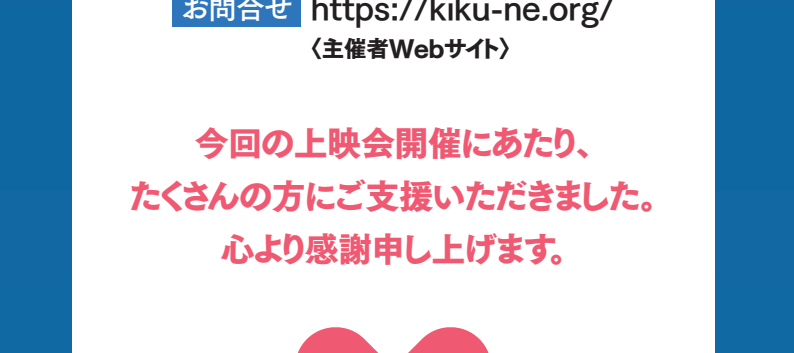 お問合せ https://kiku-ne.org/
〈主催者Webサイト〉
今回の上映会開催にあたり、
たくさんの方にご支援いただきました。
心より感謝申し上げます。